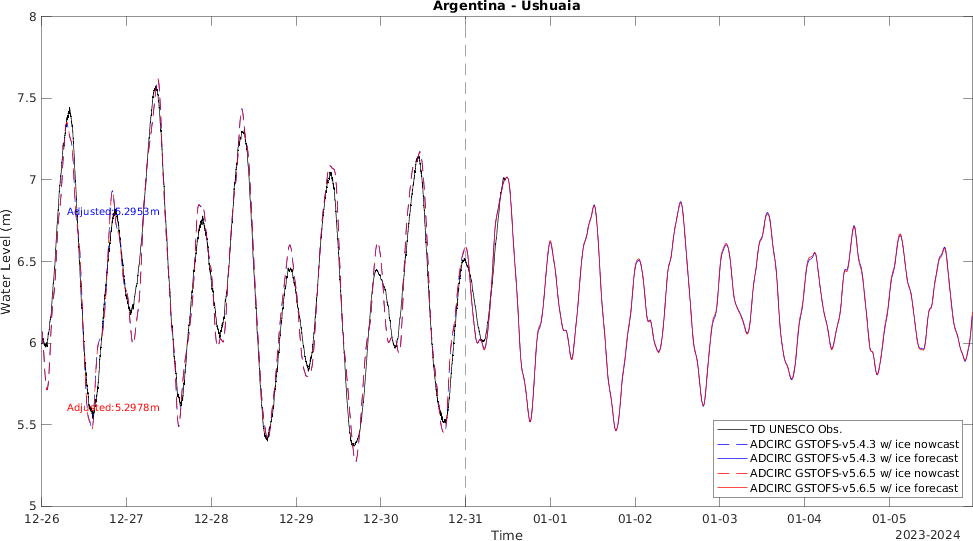 Argentina - Ushuaia
8
7.5
7
6.5
6
5.5
5
Water Level (m)
Adjusted:5.2953m
Adjusted:5.2978m
TD UNESCO Obs.
ADCIRC GSTOFS-v5.4.3 w/ ice nowcast
ADCIRC GSTOFS-v5.4.3 w/ ice forecast
ADCIRC GSTOFS-v5.6.5 w/ ice nowcast
ADCIRC GSTOFS-v5.6.5 w/ ice forecast
12-26 12-27 12-28 12-29 12-30 12-31 01-01 01-02 01-03 01-04 01-05
Time
2023-2024